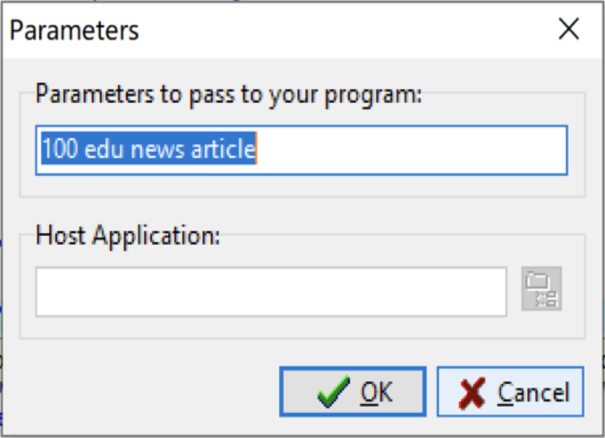 Parameters
Parameters to pass to your program:
100 edu news article
Host Application:
OK
Cancel